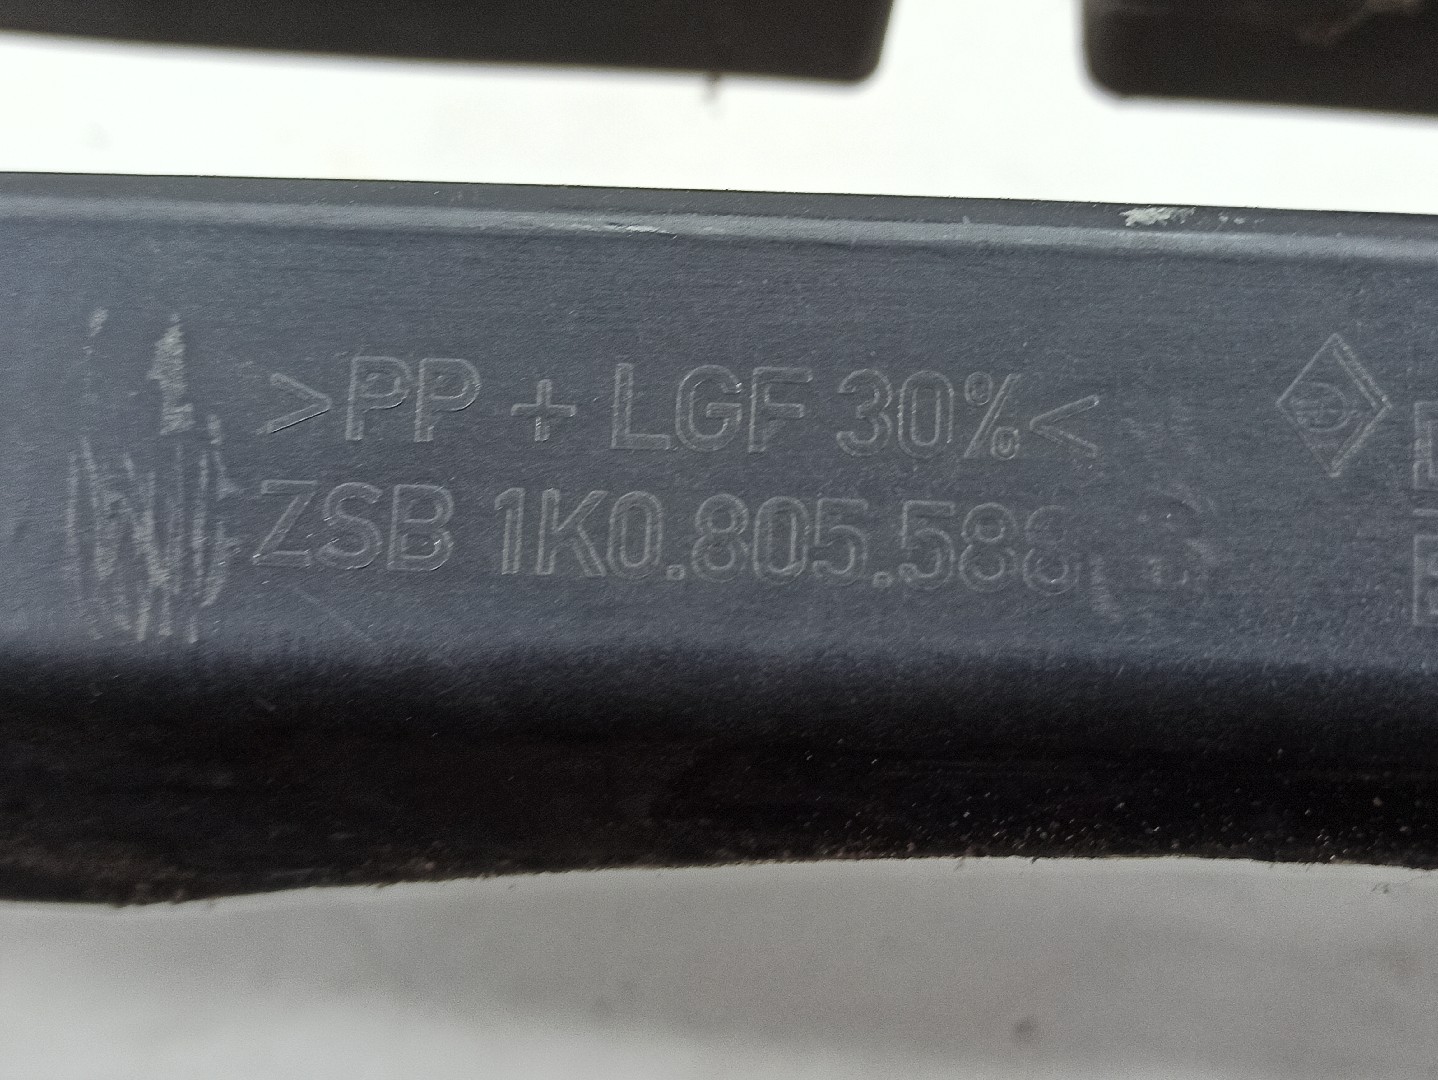 >PP + LGF 30%<
ZSB 1K0.805.588